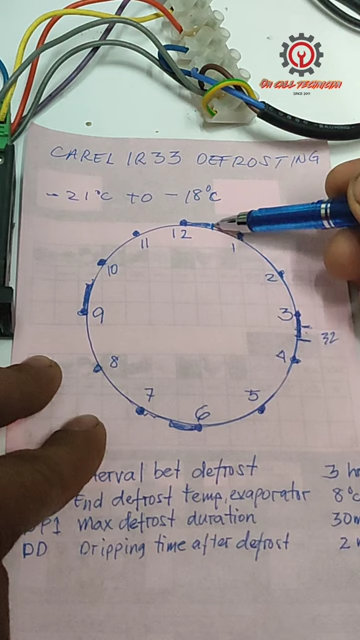 ON CALL TECHNICIAN
SINCE 2017
CAREL IR33 DEFROSTING
-21°C to -18°C
12
11
1
10
2
9
3
32
8
4
7
5
6
bet defrost 3
End defrost temp, evaporator 8°
max defrost duration 30
DD Dripping time after defrost 2